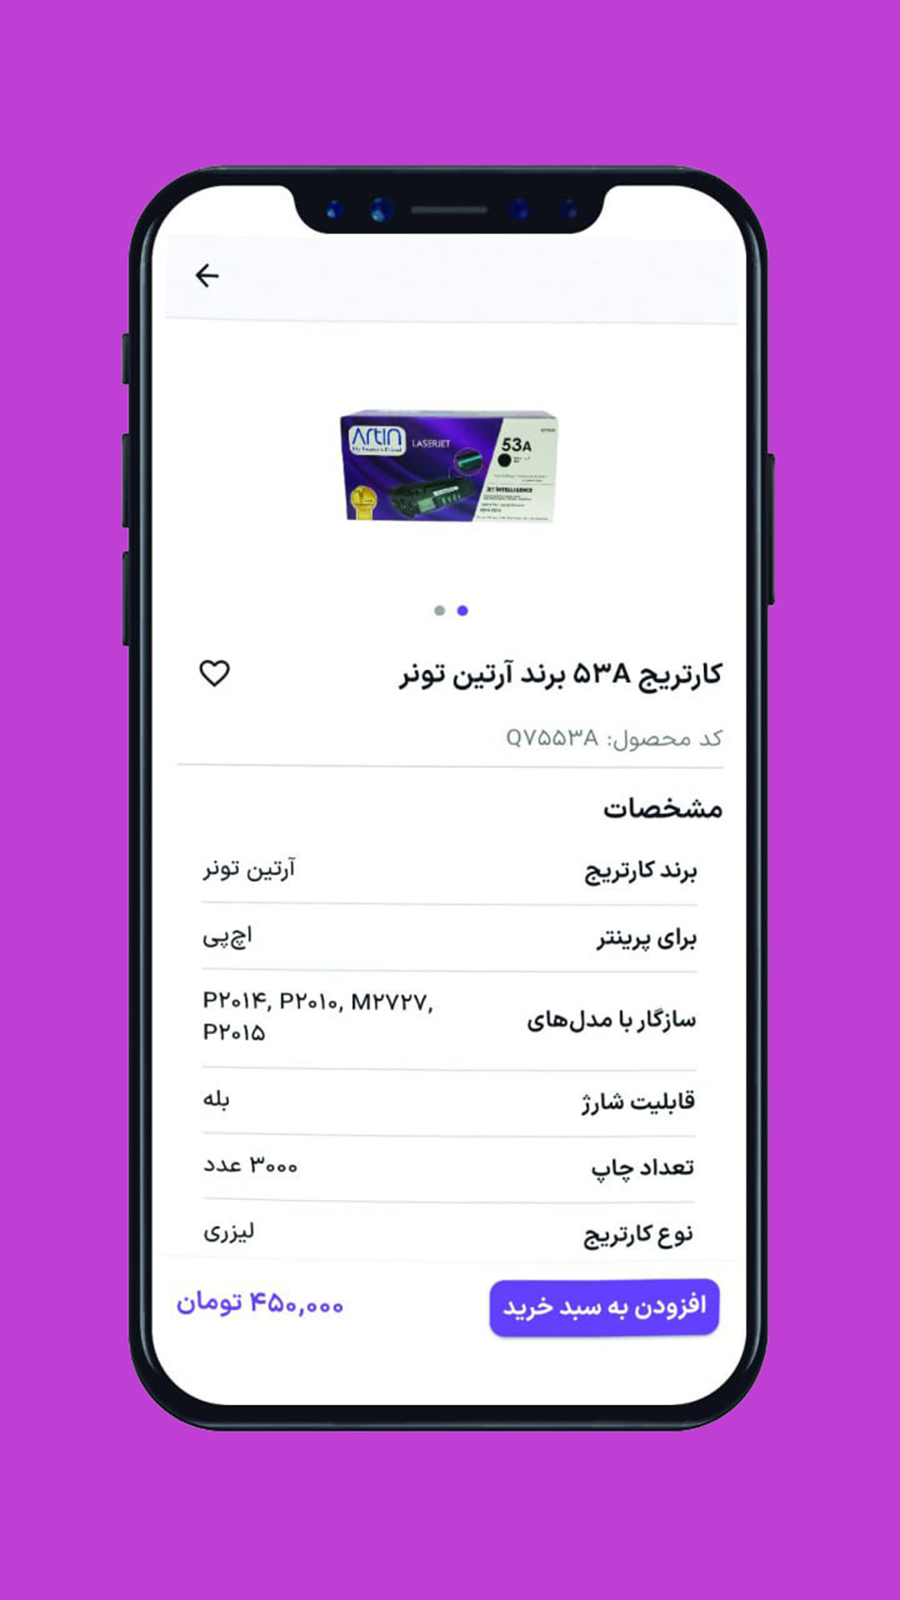 Artin
LASERJET
53A
JET INTELLIGENCE
کارتریج ۵۳A برند آرتین تونر
کد محصول: Q۷۵۵۳A
مشخصات
برند کارتریج آرتین تونر
برای پرینتر اچ‌پی
سازگار با مدل‌های P۲۰۱۴, P۲۰۱۰, M۲۷۲۷,
P۲۰۱۵
قابلیت شارژ بله
تعداد چاپ ۳۰۰۰ عدد
نوع کارتریج لیزری
افزودن به سبد خرید ۴۵۰,۰۰۰ تومان